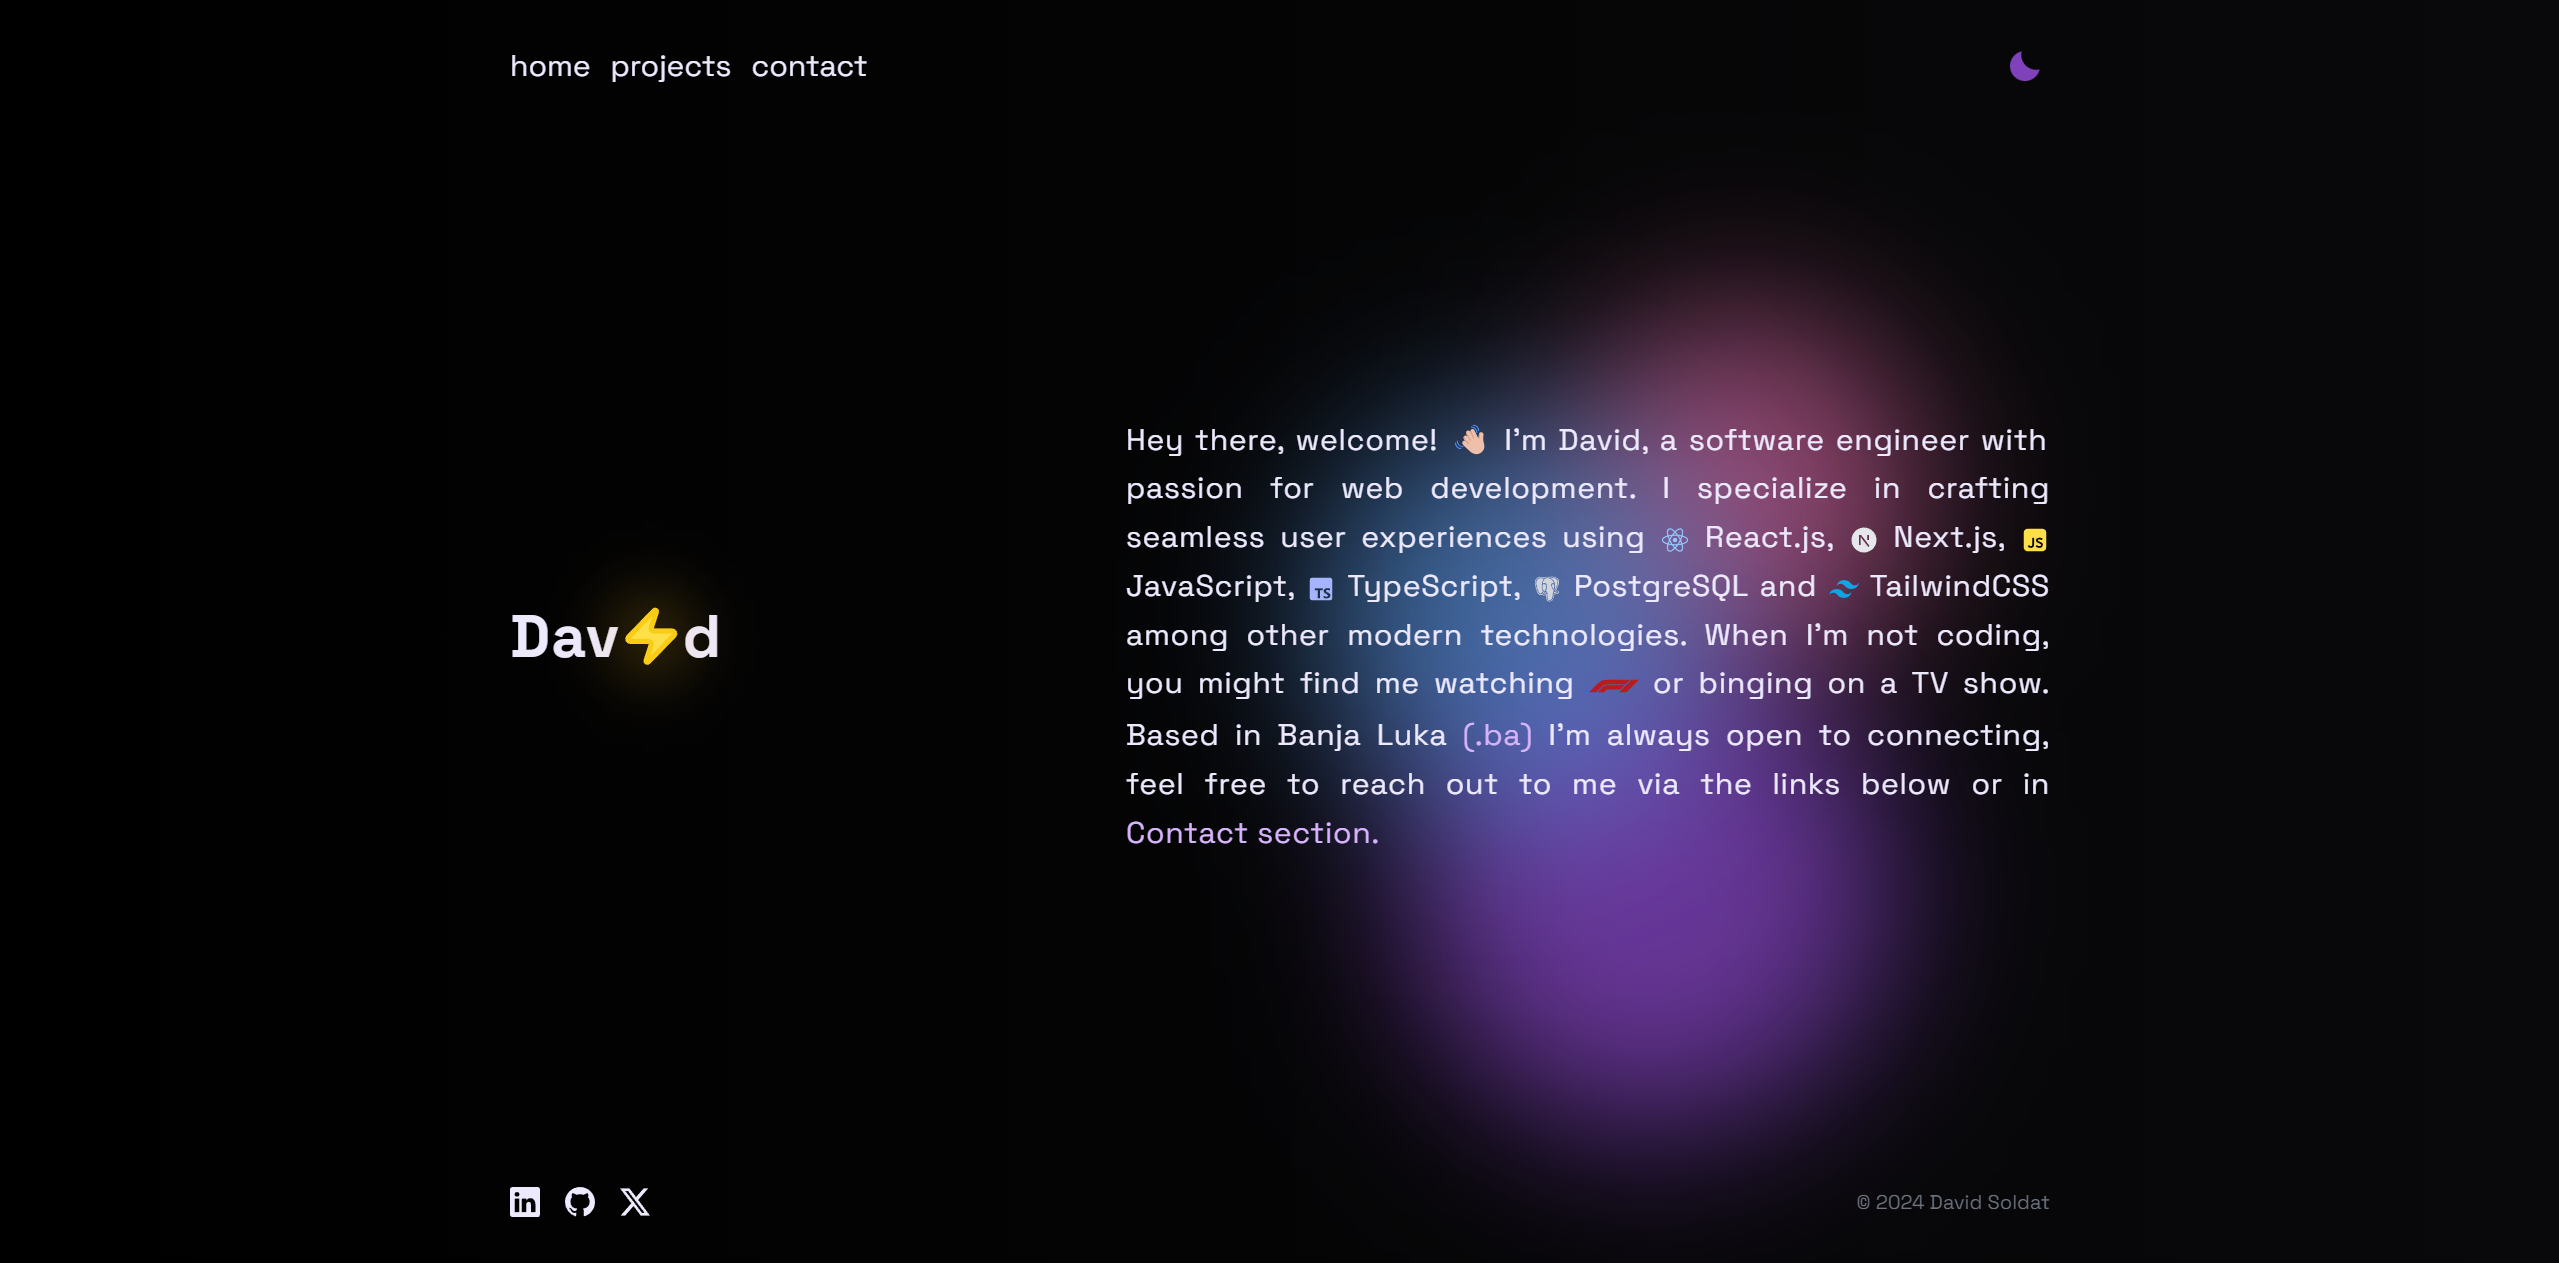 home projects contact
Hey there, welcome! 👋🏻 I’m David, a software engineer with
passion for web development. I specialize in crafting
seamless user experiences using React.js, N Next.js, JS
JavaScript, TS TypeScript, PostgreSQL and TailwindCSS
among other modern technologies. When I’m not coding,
you might find me watching F1 or binging on a TV show.
Based in Banja Luka (.ba) I’m always open to connecting,
feel free to reach out to me via the links below or in
Contact section.
Dav⚡d
in X
© 2024 David Soldat